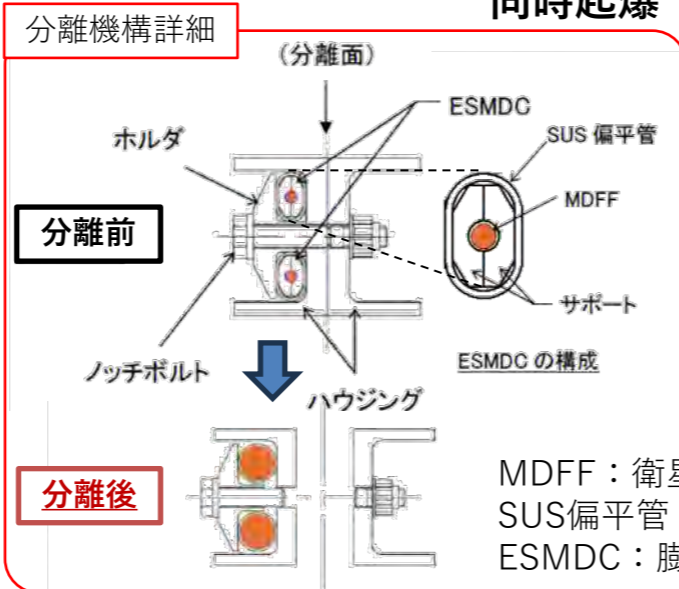 同時起爆
分離機構詳細
(分離面)
ESMDC
SUS 偏平管
ホルダ
MDFF
分離前
サポート
ノッチボルト
ESMDC の構成
ハウジング
分離後
MDFF：衛
SUS偏平管
ESMDC：膨